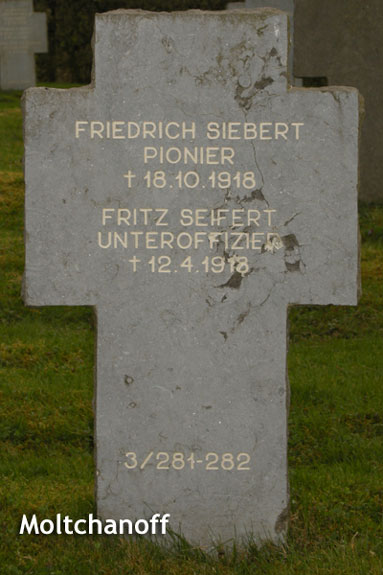 FRIEDRICH SIEBERT
PIONIER
† 18.10.1918
FRITZ SEIFERT
UNTEROFFIZIER
† 12.4.1918
3/281-282
Moltchanoff